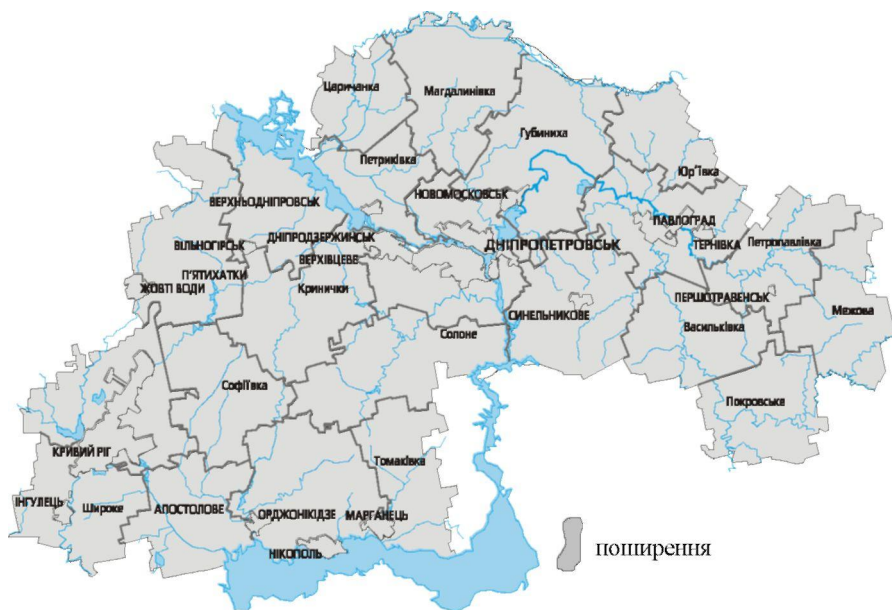 Царичанка
Магдалинівка
Губиниха
Петриківка
Юр'ївка
НОВОМОСКОВСЬК
ВЕРХНЬОДНІПРОВСЬК
ПАВЛОГРАД
ДНІПРОДЗЕРЖИНСЬК
ДНІПРОПЕТРОВСЬК
ТЕРНІВКА
Петропавлівка
ВІЛЬНОГІРСЬК
ВЕРХІВЦЕВЕ
П'ЯТИХАТКИ
ЖОВТІ ВОДИ
Кринички
ПЕРШОТРАВЕНСЬК
Межова
СИНЕЛЬНИКОВЕ
Васильківка
Солоне
Софіївка
Покровське
КРИВИЙ РІГ
Томаківка
ІНГУЛЕЦЬ
Широке
АПОСТОЛОВЕ
ОРДЖОНІКІДЗЕ
МАРГАНЕЦЬ
НІКОПОЛЬ
поширення